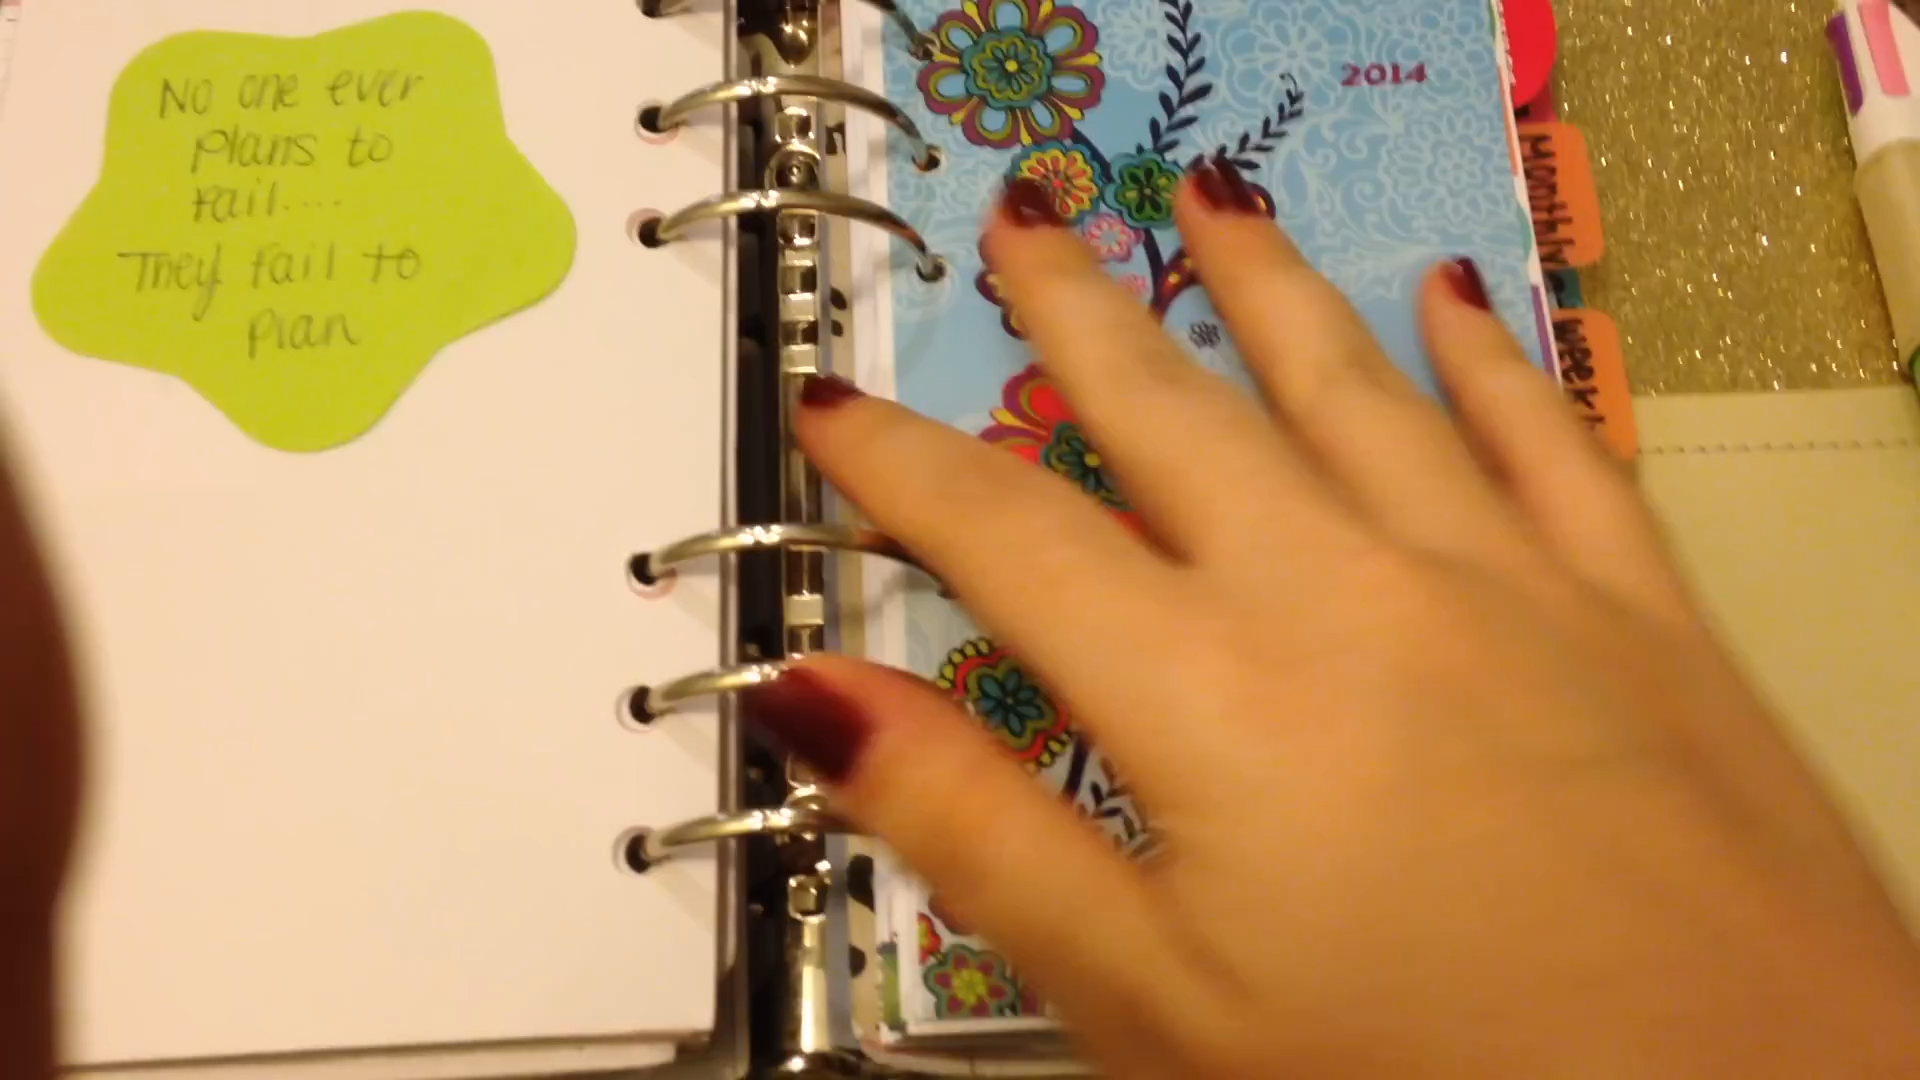 No one ever
plans to
fail....
They fail to
plan
2014
Monthly